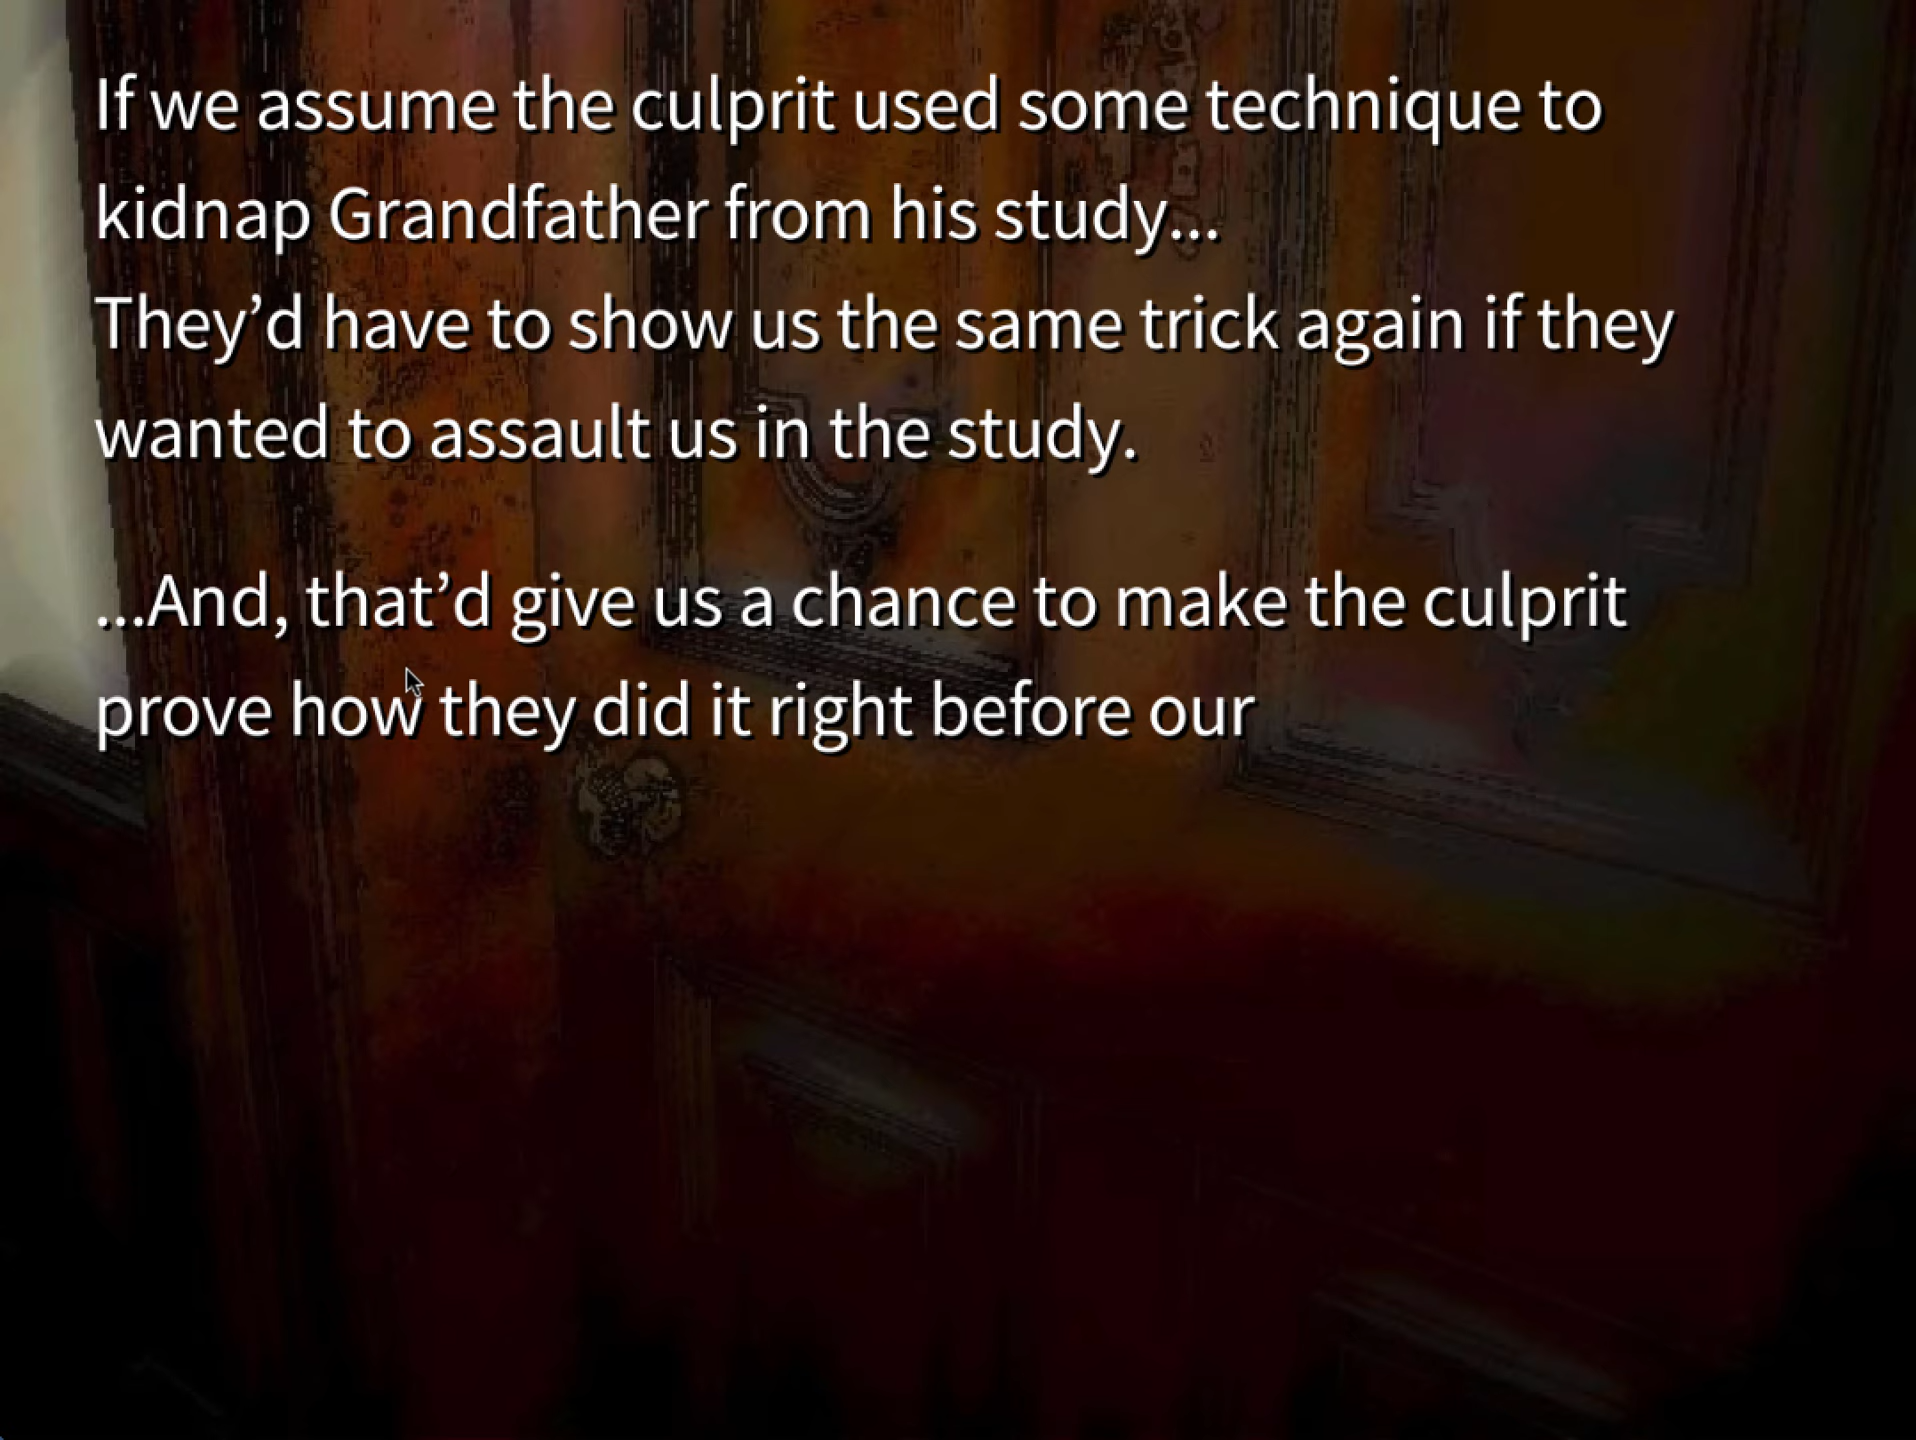 If we assume the culprit used some technique to
kidnap Grandfather from his study...
They’d have to show us the same trick again if they
wanted to assault us in the study.
...And, that’d give us a chance to make the culprit
prove how they did it right before our